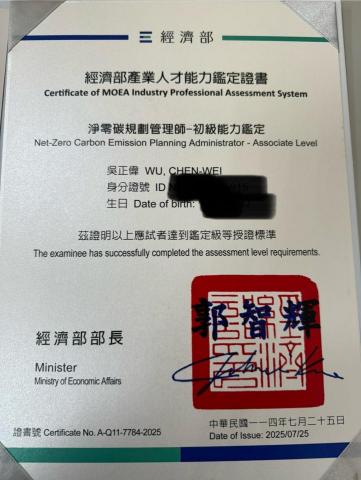 經濟部
經濟部產業人才能力鑑定證書
Certificate of MOEA Industry Professional Assessment System
淨零碳規劃管理師-初級能力鑑定
Net-Zero Carbon Emission Planning Administrator - Associate Level
吳正偉 WU, CHEN-WEI
身分證號 ID
生日 Date of birth:
茲證明以上應試者達到鑑定級等授證標準
The examinee has successfully completed the assessment level requirements.
經濟部部長
郭智輝
Minister
Ministry of Economic Affairs
證書號 Certificate No. A-Q11-7784-2025
中華民國一一四年七月二十五日
Date of Issue: 2025/07/25